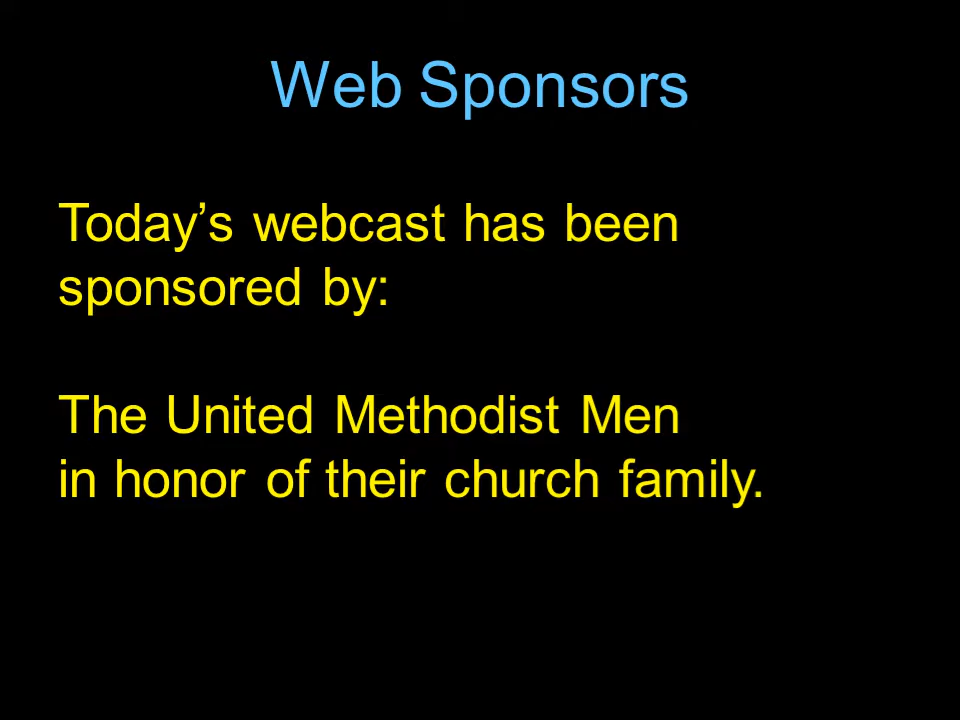 Web Sponsors
Today’s webcast has been
sponsored by:
The United Methodist Men
in honor of their church family.